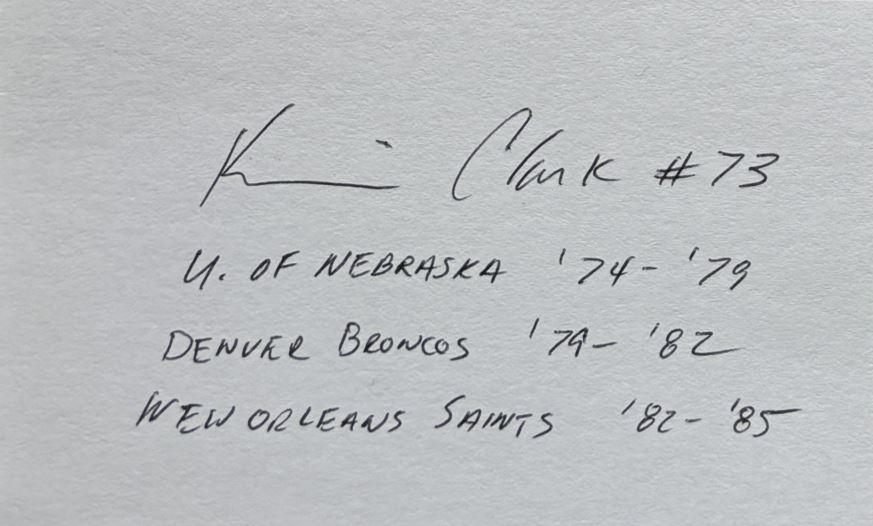 Clark #73
U. OF NEBRASKA '74-'79
DENVER BRONCOS '79-'82
NEW ORLEANS SAINTS '82-'85